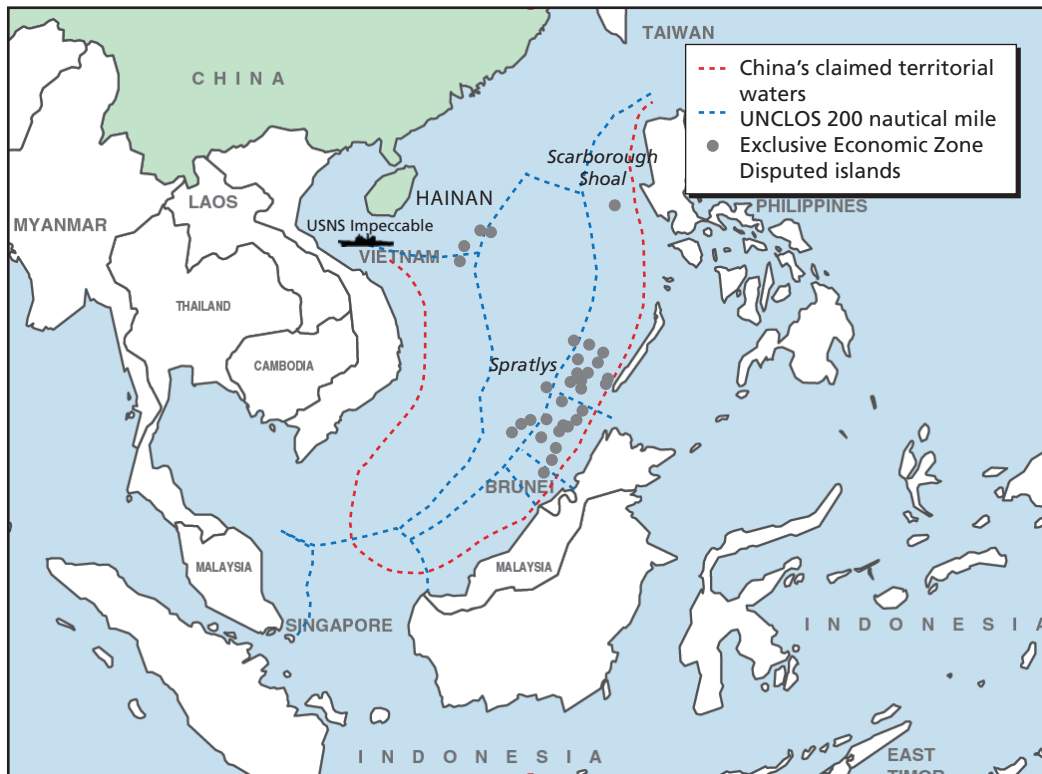 TAIWAN
China's claimed territorial
waters
UNCLOS 200 nautical mile
Exclusive Economic Zone
Disputed islands
CHINA
Scarborough
Shoal
HAINAN
LAOS
MYANMAR
PHILIPPINES
USNS Impeccable
VIETNAM
THAILAND
CAMBODIA
Spratlys
BRUNEI
MALAYSIA
MALAYSIA
SINGAPORE
INDONESIA
INDONESIA
EAST
TIMOR